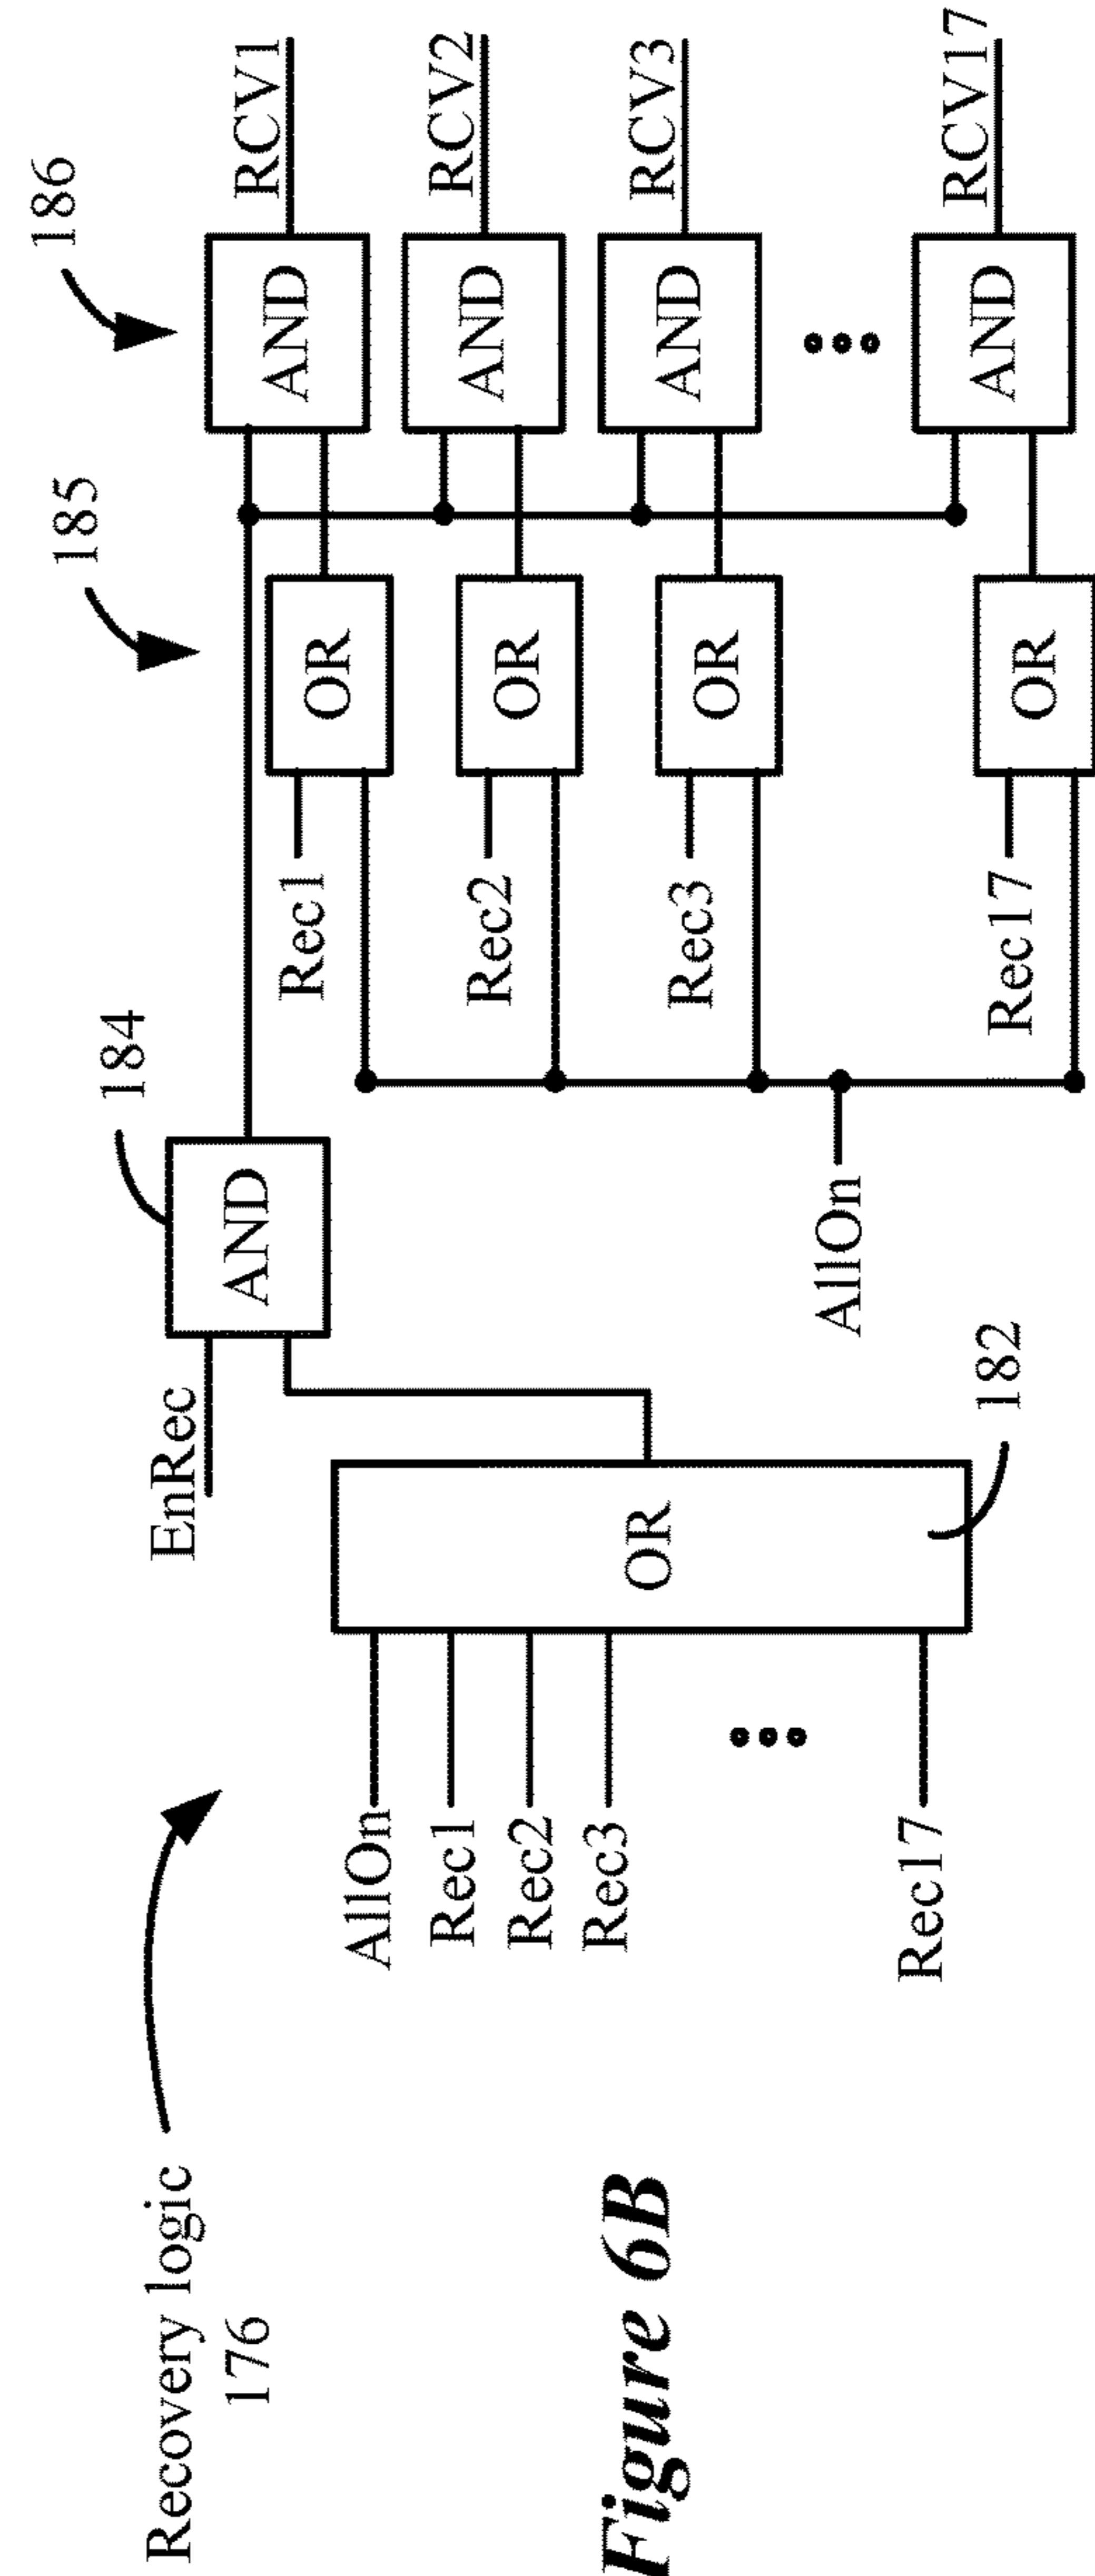 Recovery logic
176
AllOn
Rec1
Rec2
Rec3
Rec17
OR
182
EnRec
AND
184
AllOn
Rec1
Rec2
Rec3
Rec17
185
OR
OR
OR
OR
186
AND
AND
AND
AND
RCV1
RCV2
RCV3
RCV17
Figure 6B